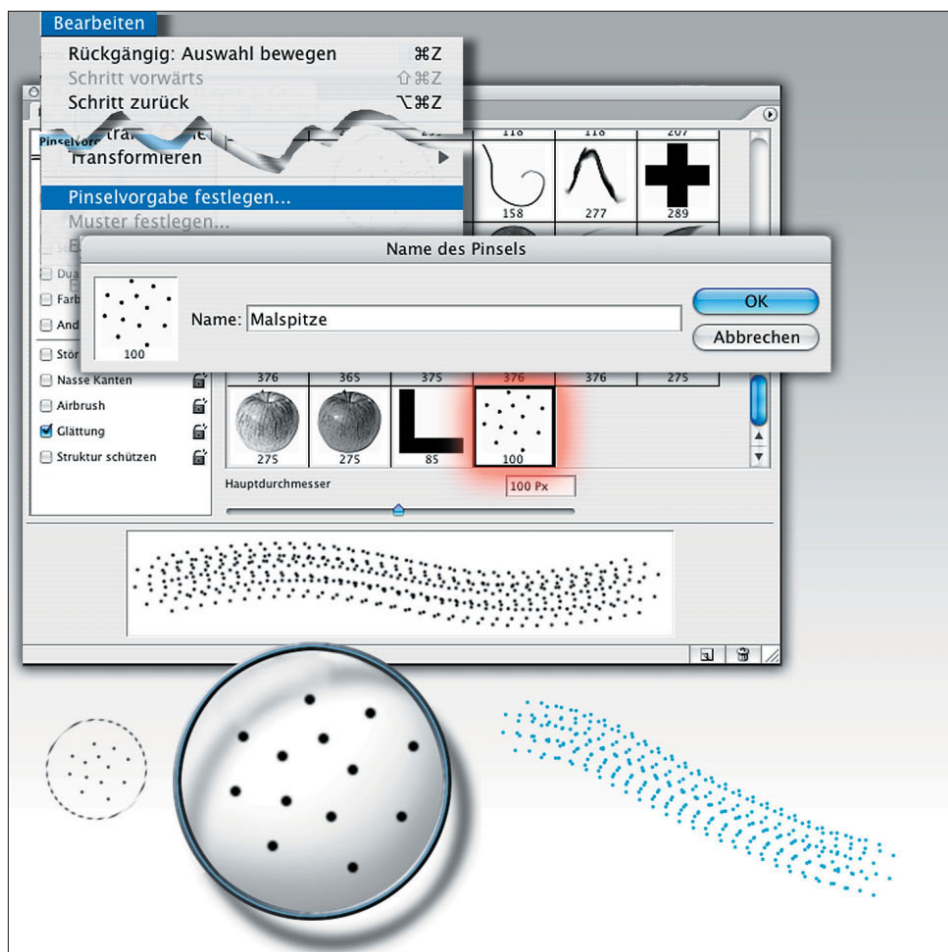 Bearbeiten
Rückgängig: Auswahl bewegen ⌘Z
Schritt vorwärts ⇧⌘Z
Schritt zurück ⌥⌘Z
118 118 207
Transformieren
Pinselvorgabe festlegen...
158 277 289
Muster festlegen...
Name des Pinsels
100
Name: Malspitze
OK
Abbrechen
Dua
Farb
And
Stör
Nasse Kanten
Airbrush
Glättung
Struktur schützen
376 365 375 376 376 275
275 275 85 100
Hauptdurchmesser 100 Px